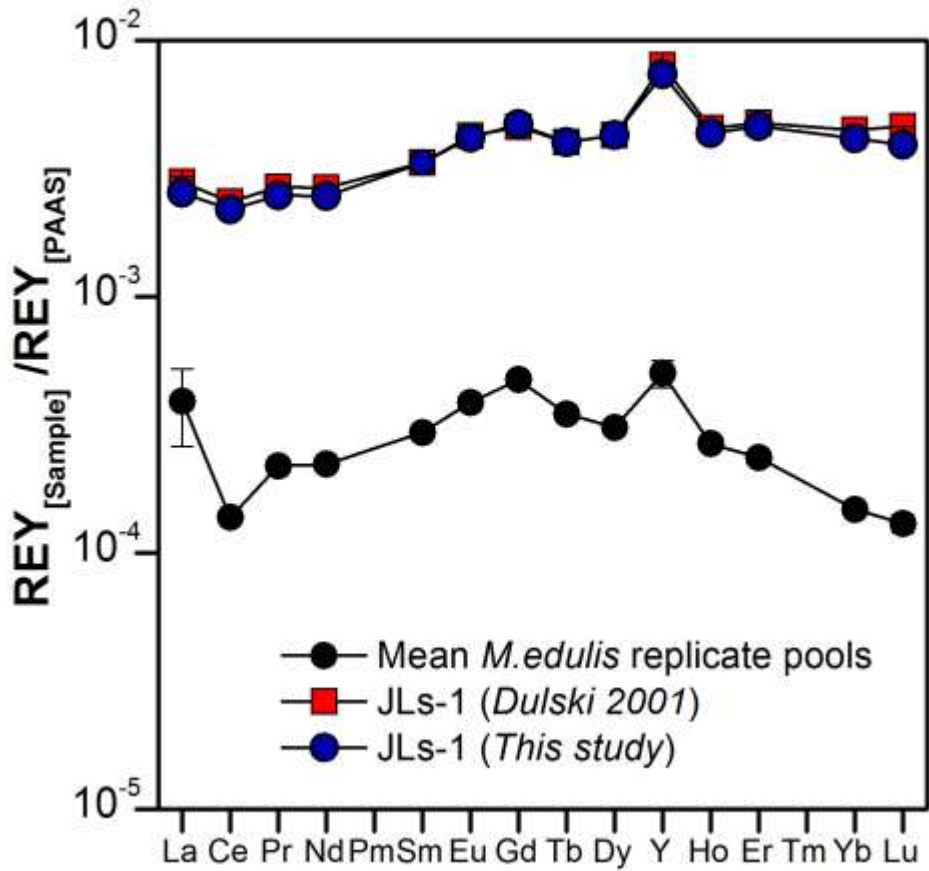 10-2
10-3
10-4
10-5
REY [Sample] /REY [PAAS]
Mean M.edulis replicate pools
JLs-1 (Dulski 2001)
JLs-1 (This study)
La Ce Pr Nd Pm Sm Eu Gd Tb Dy Y Ho Er Tm Yb Lu